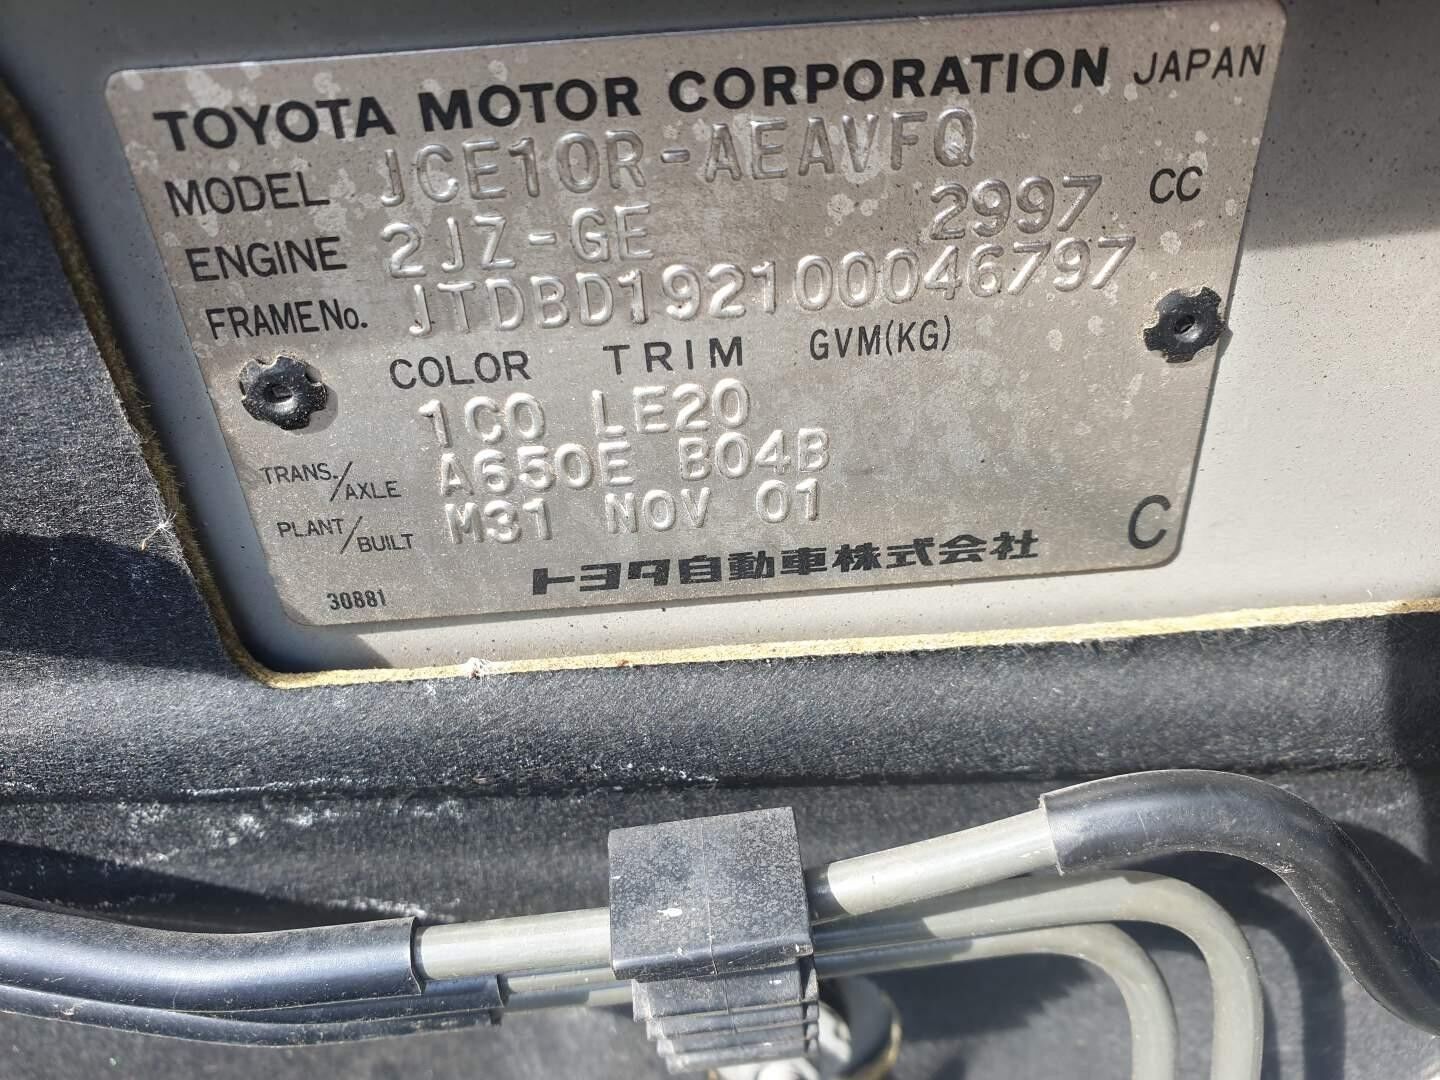 TOYOTA MOTOR CORPORATION JAPAN
MODEL JCE10R-AEAVFQ
ENGINE 2JZ-GE 2997 CC
FRAME No. JTDBD192100046797
COLOR TRIM GVM(KG)
1C0 LE20
TRANS./AXLE A650E B04B
PLANT/BUILT M31 NOV 01
トヨタ自動車株式会社 C
30881